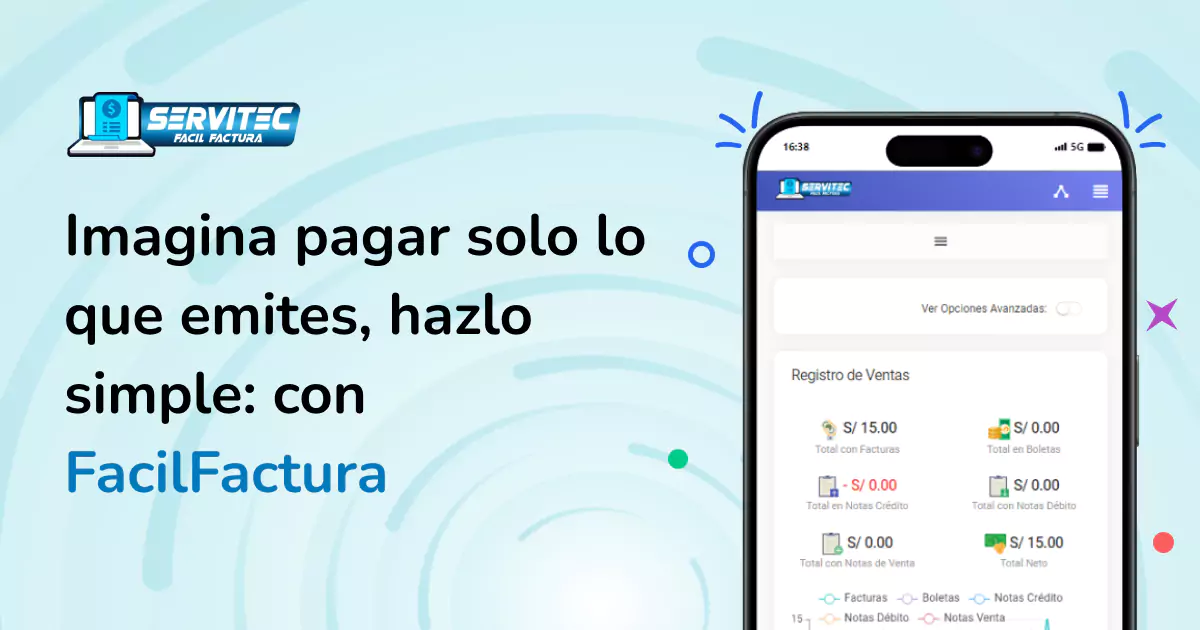 SERVITEC
FACIL FACTURA
Imagina pagar solo lo
que emites, hazlo
simple: con
FacilFactura
16:38
5G
SERVITEC
FACIL FACTURA
Ver Opciones Avanzadas:
Registro de Ventas
S/ 15.00
Total con Facturas
S/ 0.00
Total en Boletas
- S/ 0.00
Total en Notas Crédito
S/ 0.00
Total con Notas Débito
S/ 0.00
Total con Notas de Venta
S/ 15.00
Total Neto
Facturas Boletas Notas Crédito
Notas Débito Notas Venta
15